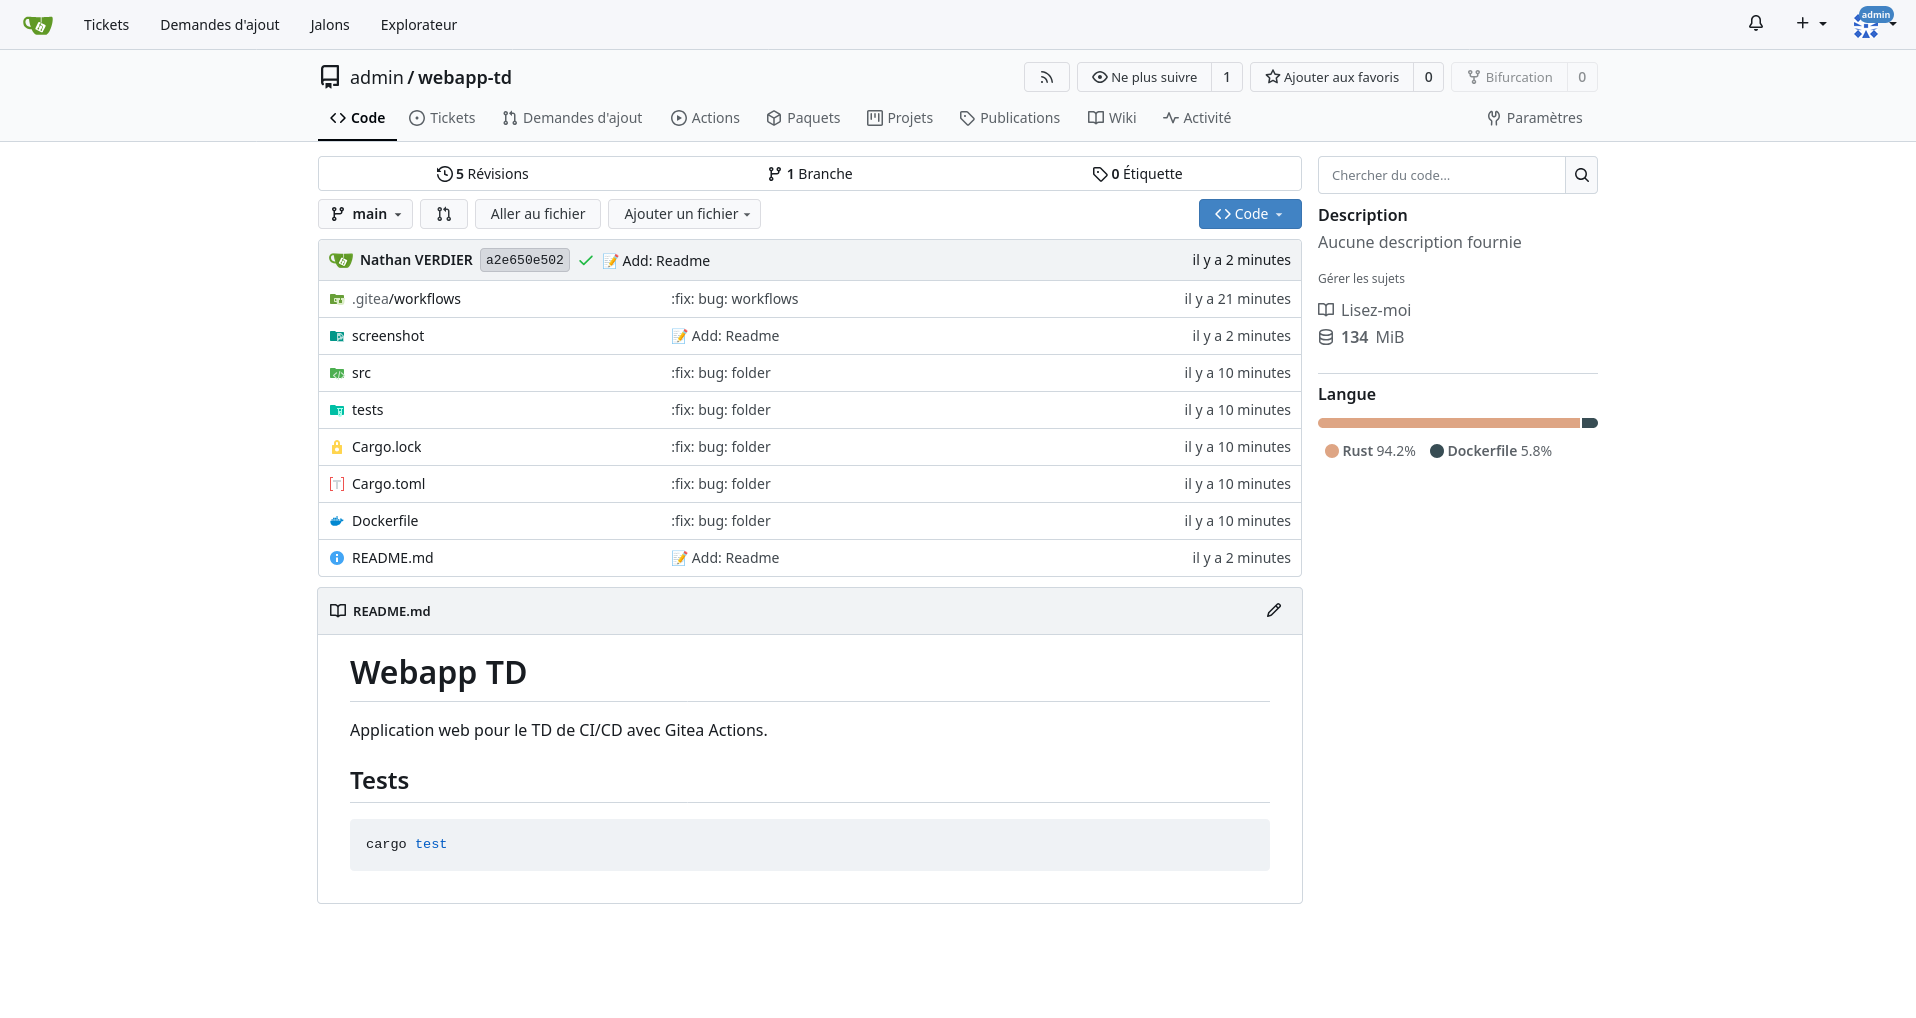 Tickets Demandes d'ajout Jalons Explorateur admin
admin / webapp-td Ne plus suivre 1 Ajouter aux favoris 0 Bifurcation 0
Code Tickets Demandes d'ajout Actions Paquets Projets Publications Wiki Activité Paramètres
5 Révisions 1 Branche 0 Étiquette
main Aller au fichier Ajouter un fichier Code
Nathan VERDIER a2e650e502 📝 Add: Readme il y a 2 minutes
.gitea/workflows :fix: bug: workflows il y a 21 minutes
screenshot 📝 Add: Readme il y a 2 minutes
src :fix: bug: folder il y a 10 minutes
tests :fix: bug: folder il y a 10 minutes
Cargo.lock :fix: bug: folder il y a 10 minutes
Cargo.toml :fix: bug: folder il y a 10 minutes
Dockerfile :fix: bug: folder il y a 10 minutes
README.md 📝 Add: Readme il y a 2 minutes
README.md
Webapp TD
Application web pour le TD de CI/CD avec Gitea Actions.
Tests
cargo test
Chercher du code…
Description
Aucune description fournie
Gérer les sujets
Lisez-moi
134 MiB
Langue
Rust 94.2% Dockerfile 5.8%